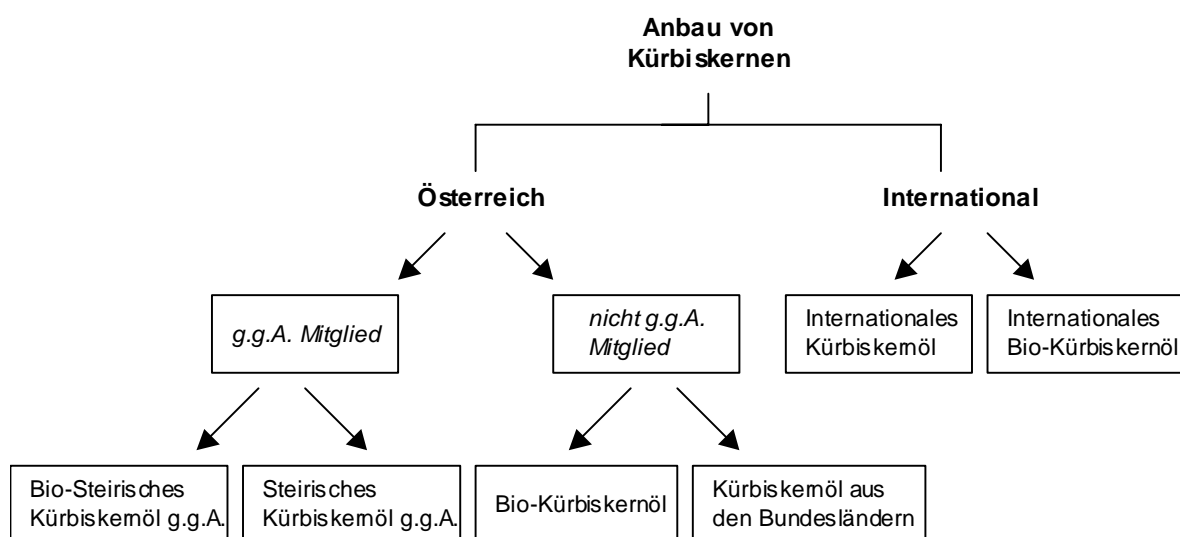 Anbau von
Kürbiskernen
Österreich
International
g.g.A. Mitglied
nicht g.g.A.
Mitglied
Internationales
Kürbiskernöl
Internationales
Bio-Kürbiskernöl
Bio-Steirisches
Kürbiskernöl g.g.A.
Steirisches
Kürbiskernöl g.g.A.
Bio-Kürbiskernöl
Kürbiskernöl aus
den Bundesländern